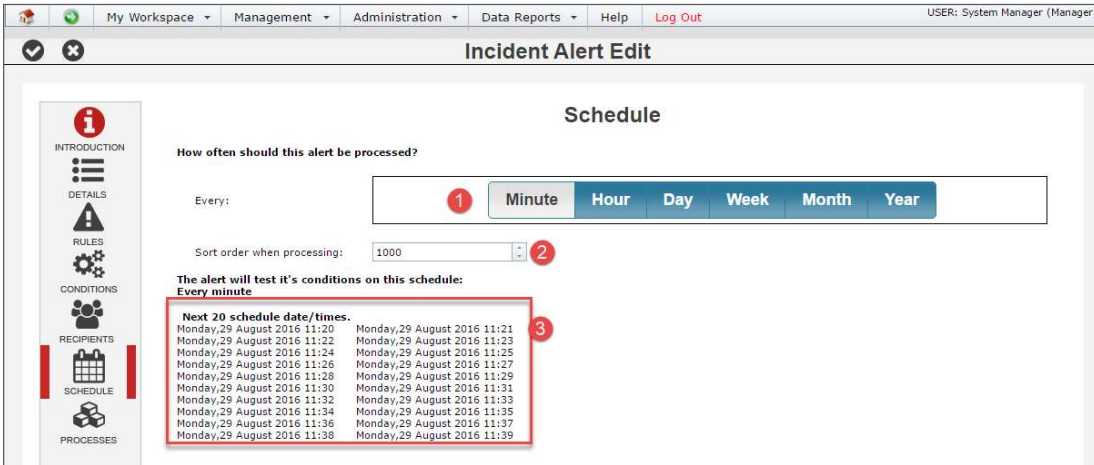 My Workspace Management Administration Data Reports Help Log Out USER: System Manager (Manager
Incident Alert Edit
INTRODUCTION
DETAILS
RULES
CONDITIONS
RECIPIENTS
SCHEDULE
PROCESSES
Schedule
How often should this alert be processed?
Every: 1 Minute Hour Day Week Month Year
Sort order when processing: 1000 2
The alert will test it's conditions on this schedule:
Every minute
Next 20 schedule date/times.
3
Monday,29 August 2016 11:20 Monday,29 August 2016 11:21
Monday,29 August 2016 11:22 Monday,29 August 2016 11:23
Monday,29 August 2016 11:24 Monday,29 August 2016 11:25
Monday,29 August 2016 11:26 Monday,29 August 2016 11:27
Monday,29 August 2016 11:28 Monday,29 August 2016 11:29
Monday,29 August 2016 11:30 Monday,29 August 2016 11:31
Monday,29 August 2016 11:32 Monday,29 August 2016 11:33
Monday,29 August 2016 11:34 Monday,29 August 2016 11:35
Monday,29 August 2016 11:36 Monday,29 August 2016 11:37
Monday,29 August 2016 11:38 Monday,29 August 2016 11:39